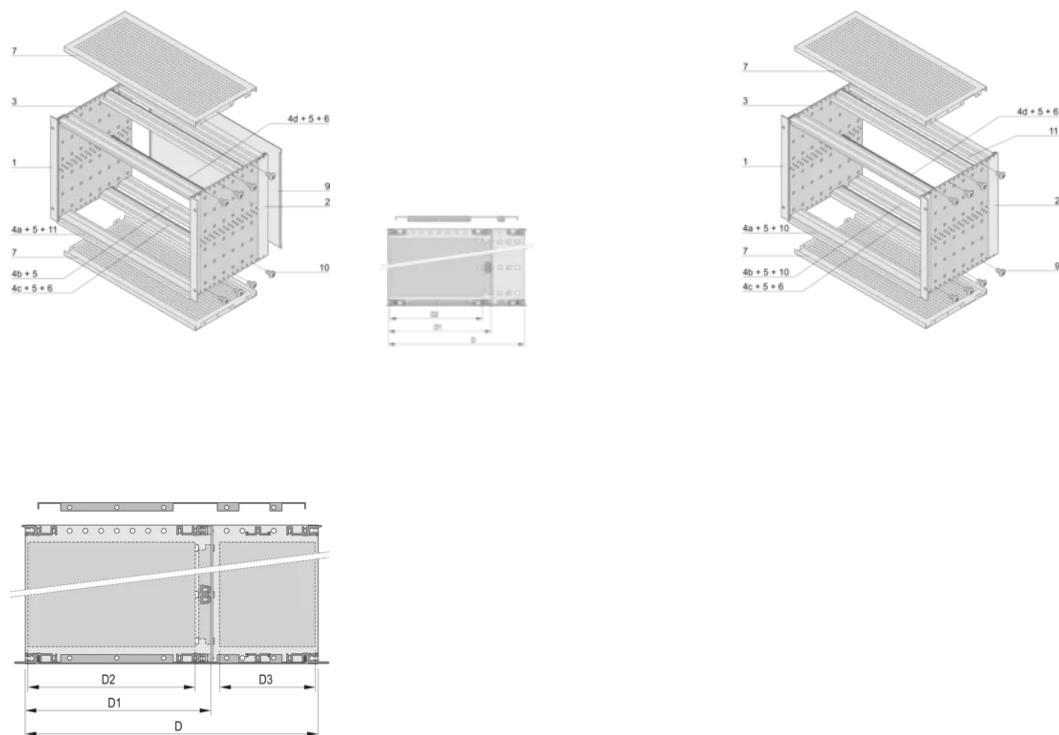 7
3
4d + 5 + 6
1
9
2
4a + 5 + 11
7
4b + 5
4c + 5 + 6
10
D2
D1
D
7
3
4d + 5 + 6
11
1
2
4a + 5 + 10
7
4b + 5 + 10
4c + 5 + 6
9
D2
D3
D1
D